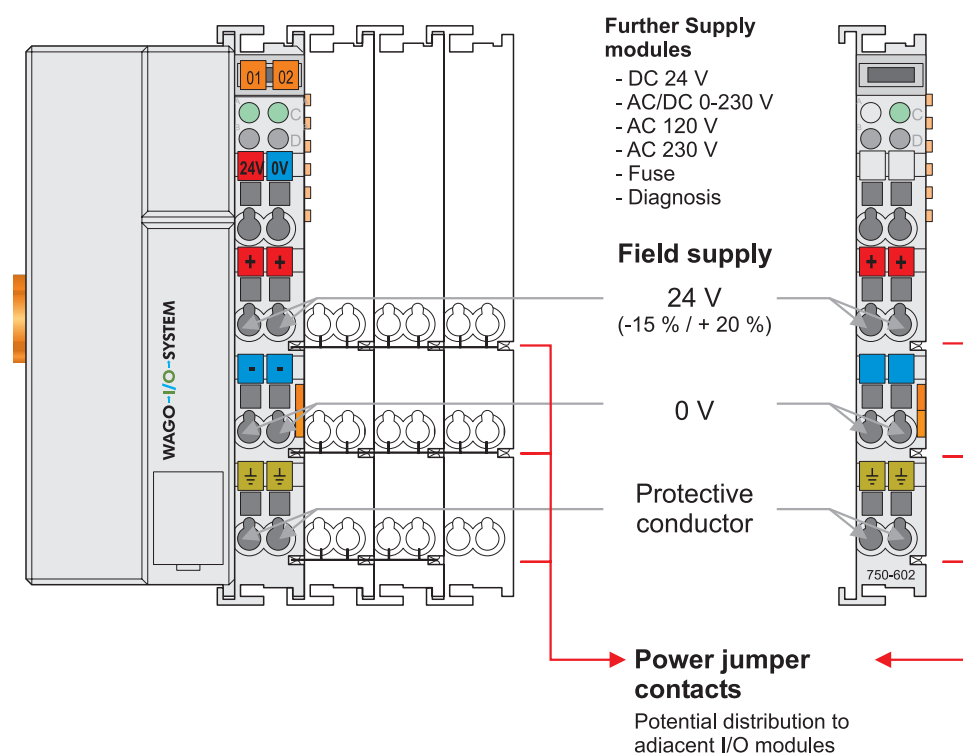 Further Supply
modules
- DC 24 V
- AC/DC 0-230 V
- AC 120 V
- AC 230 V
- Fuse
- Diagnosis
01 02
A C
B D
24V 0V
+ +
- -
WAGO-I/O-SYSTEM
Field supply
24 V
(-15 % / + 20 %)
0 V
Protective
conductor
A C
B D
+ +
750-602
Power jumper
contacts
Potential distribution to
adjacent I/O modules